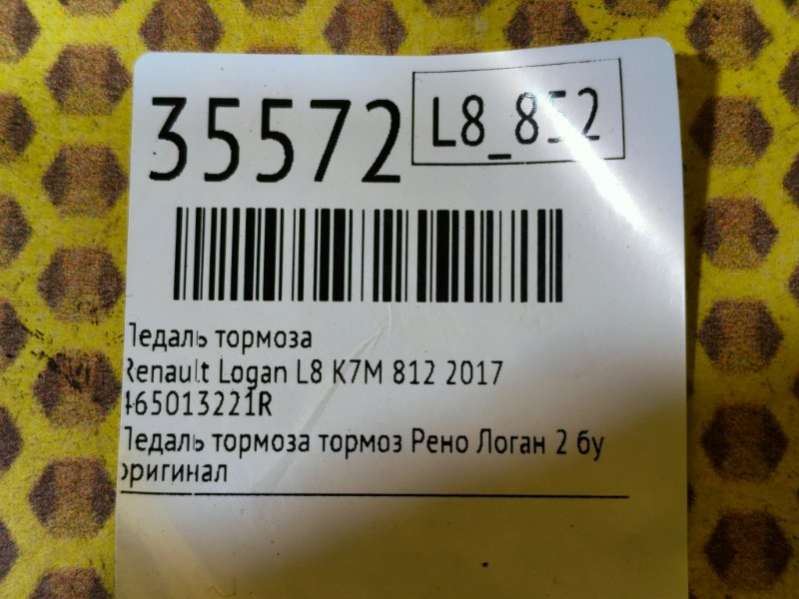 35572
L8_852
Педаль тормоза
Renault Logan L8 K7M 812 2017
465013221R
Педаль тормоза тормоз Рено Логан 2 бу
оригинал